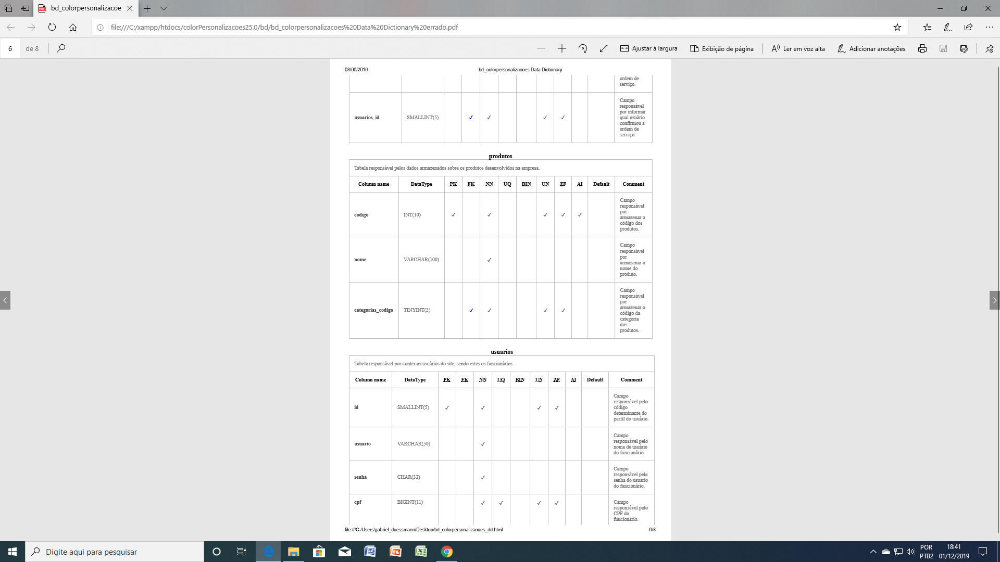 bd_colorpersonalizacoe
file:///C:/xampp/htdocs/colorPersonalizacoes25.0/bd/bd_colorpersonalizacoes%20Data%20Dictionary%20errado.pdf
6 de 8
Ajustar à largura
Exibição de página
Ler em voz alta
Adicionar anotações
03/06/2019 bd_colorpersonalizacoes Data Dictionary
ordem de
serviço.
usuarios_id SMALLINT(5) ✓ ✓ ✓ ✓
Campo
responsável
por informar
qual usuário
confirmou a
ordem de
serviço.
produtos
Tabela responsável pelos dados armazenados sobre os produtos desenvolvidos na empresa.
Column name DataType PK FK NN UQ BIN UN ZF AI Default Comment
codigo INT(10) ✓ ✓ ✓ ✓ ✓
Campo
responsável
por
armazenar o
código dos
produtos.
nome VARCHAR(100) ✓
Campo
responsável
por
armazenar o
nome do
produto.
categorias_codigo TINYINT(3) ✓ ✓ ✓ ✓
Campo
responsável
por
armazenar o
código da
categoria
dos
produtos.
usuarios
Tabela responsável por conter os usuários do site, sendo estes os funcionários.
Column name DataType PK FK NN UQ BIN UN ZF AI Default Comment
id SMALLINT(5) ✓ ✓ ✓ ✓
Campo
responsável pelo
código
determinante do
perfil do usuário.
usuario VARCHAR(50) ✓
Campo
responsável pelo
nome de usuário
do funcionário.
senha CHAR(32) ✓
Campo
responsável pela
senha do usuário
do funcionário.
cpf BIGINT(11) ✓ ✓ ✓ ✓
Campo
responsável pelo
CPF do
funcionário.
file:///C:/Users/gabriel_duessmann/Desktop/bd_colorpersonalizacoes_dd.html 6/8
Digite aqui para pesquisar
POR
PTB2
18:41
01/12/2019